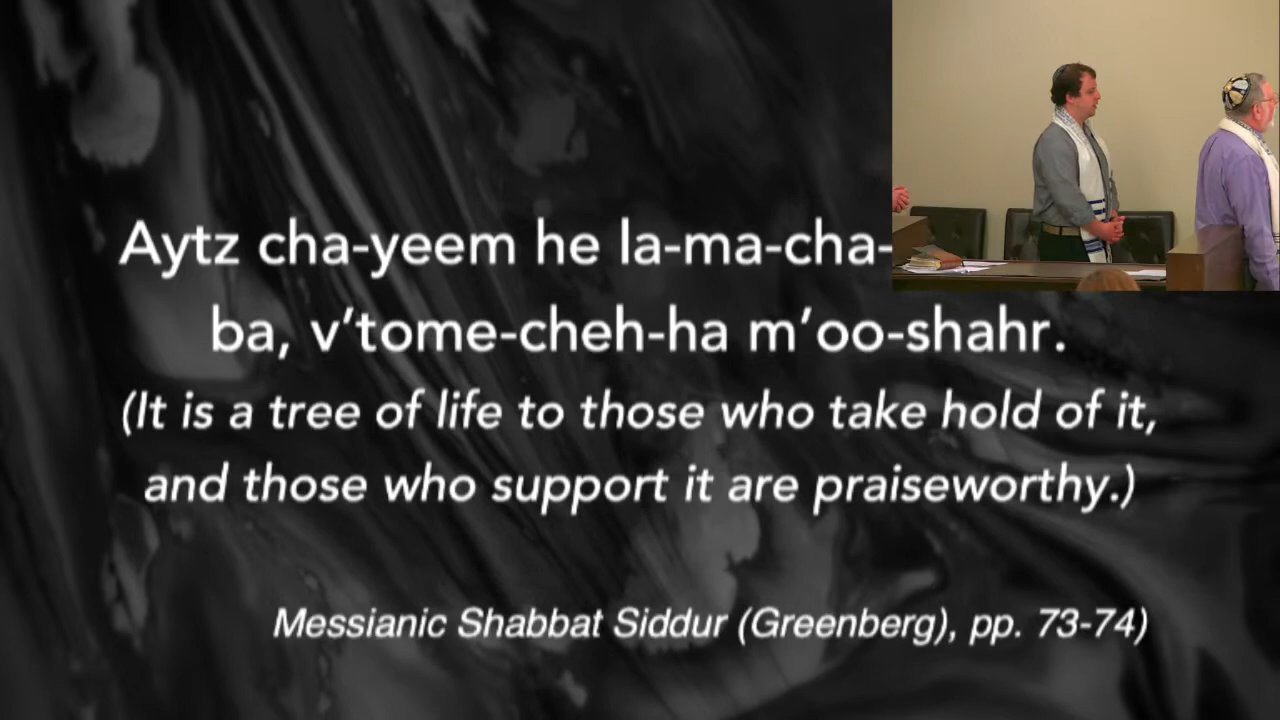 Aytz cha-yeem he la-ma-cha-
ba, v’tome-cheh-ha m’oo-shahr.
(It is a tree of life to those who take hold of it,
and those who support it are praiseworthy.)
Messianic Shabbat Siddur (Greenberg), pp. 73-74)